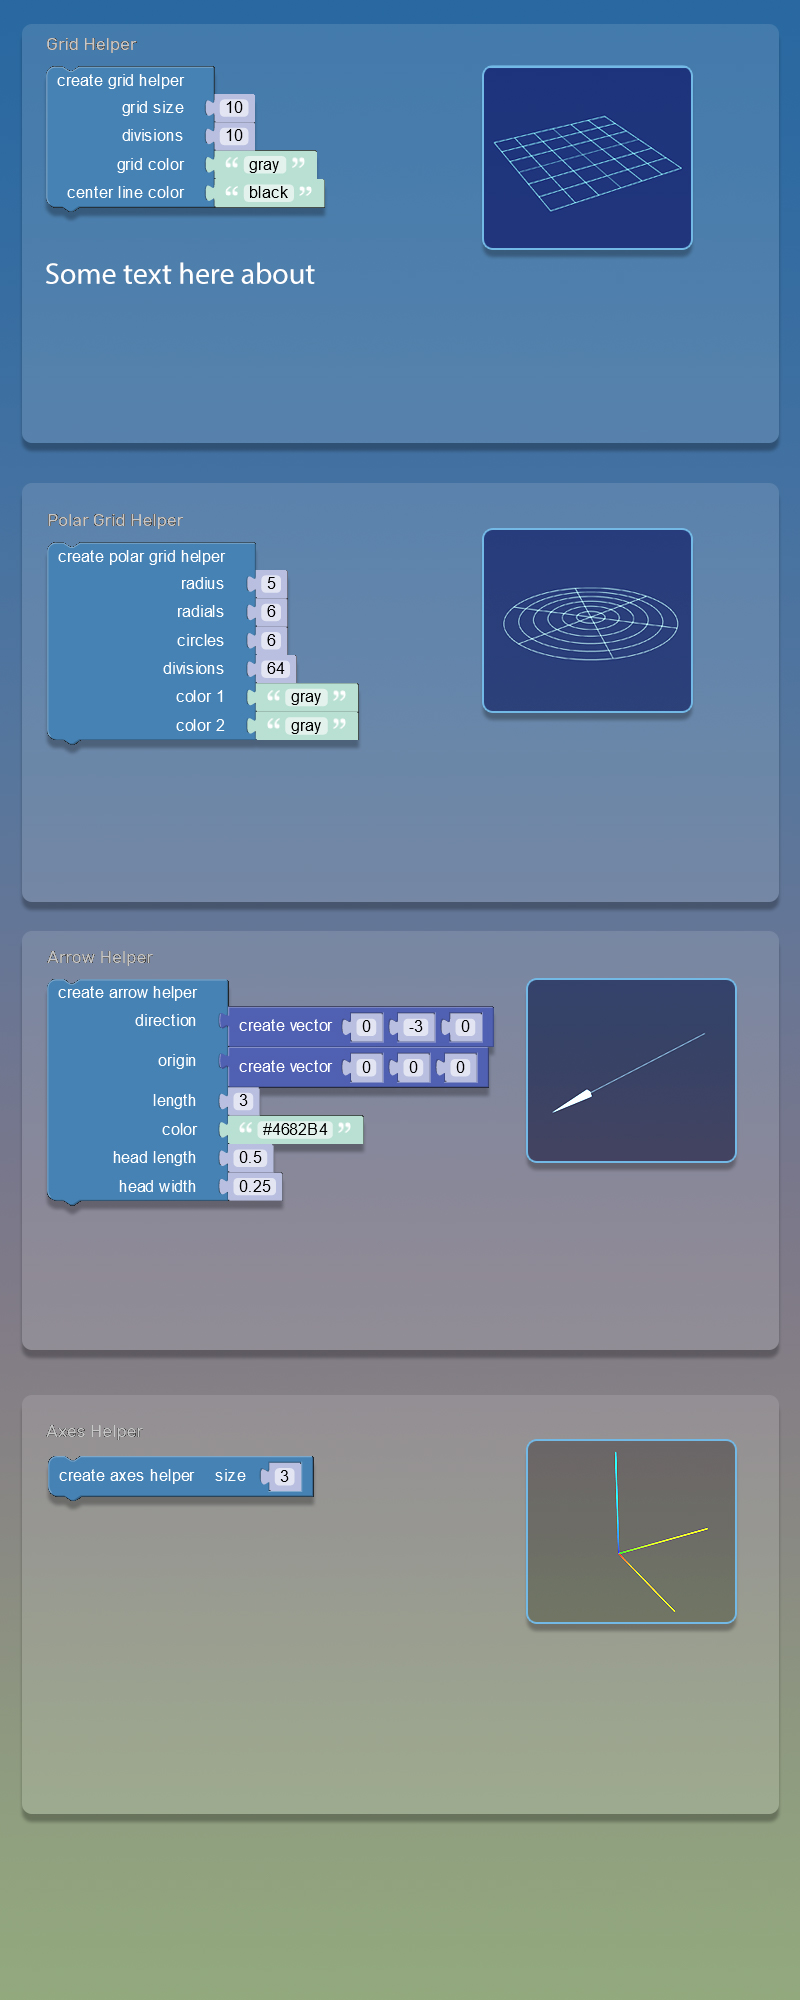 Grid Helper
create grid helper
grid size 10
divisions 10
grid color “ gray ”
center line color “ black ”
Some text here about
Polar Grid Helper
create polar grid helper
radius 5
radials 6
circles 6
divisions 64
color 1 “ gray ”
color 2 “ gray ”
Arrow Helper
create arrow helper
direction create vector 0 -3 0
origin create vector 0 0 0
length 3
color “ #4682B4 ”
head length 0.5
head width 0.25
Axes Helper
create axes helper size 3